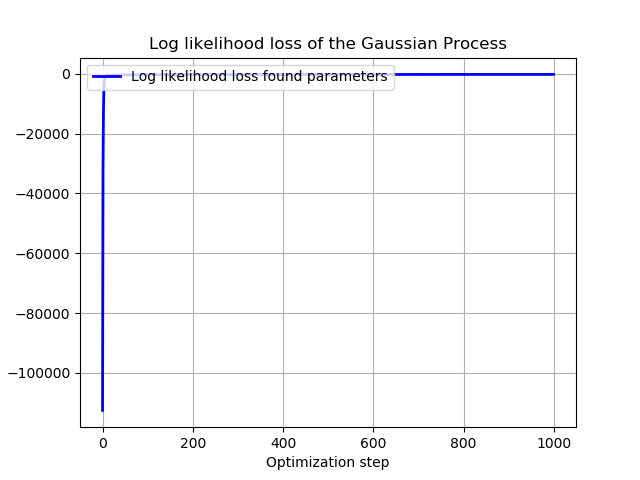 Log likelihood loss of the Gaussian Process
Log likelihood loss found parameters
0
−20000
−40000
−60000
−80000
−100000
0 200 400 600 800 1000
Optimization step